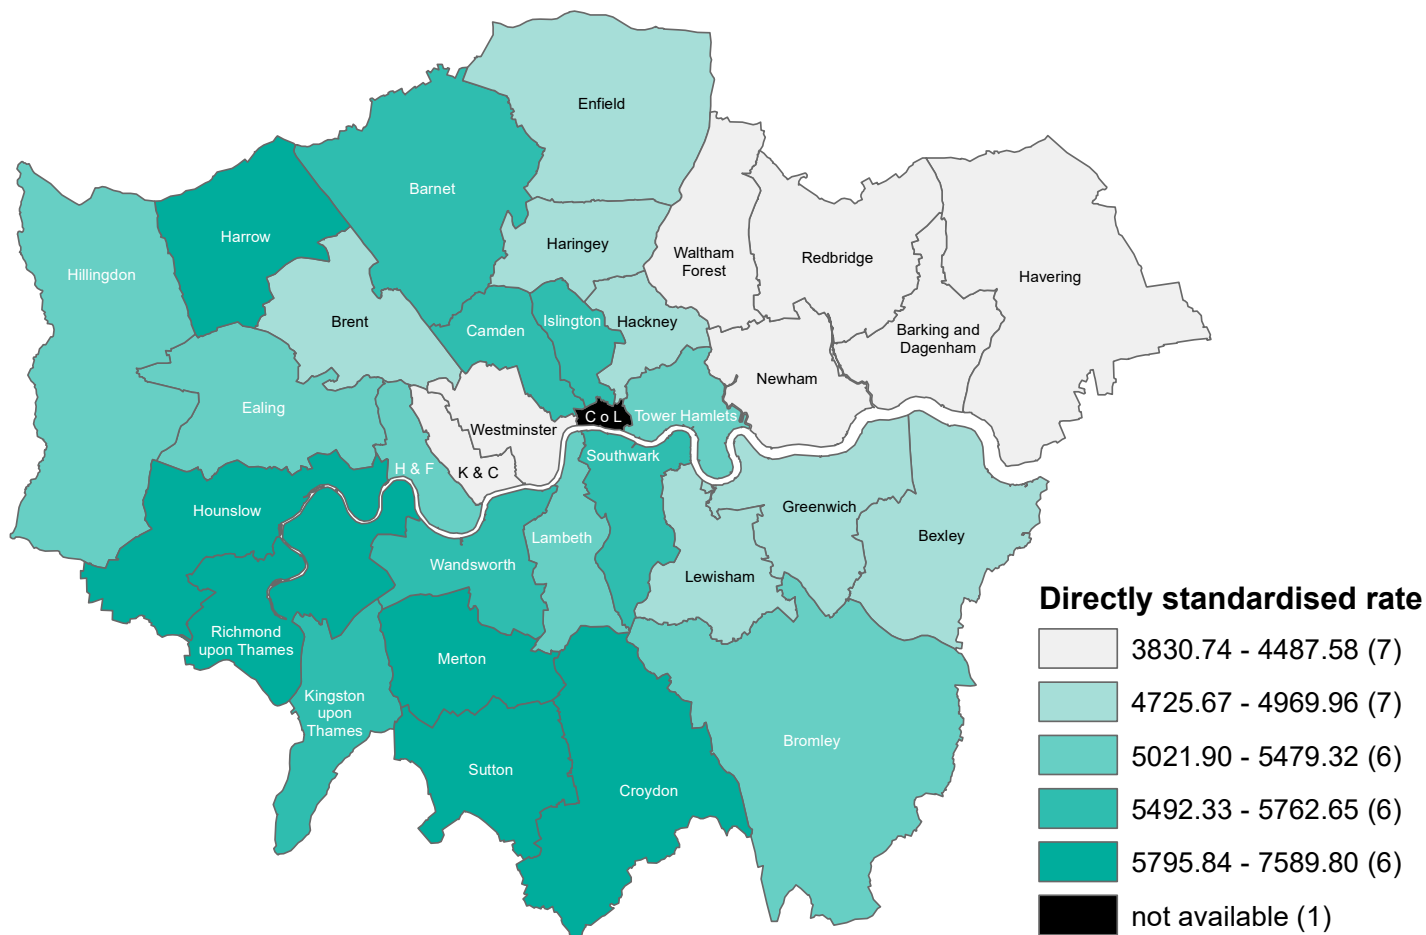 Enfield
Barnet
Harrow
Haringey
Waltham
Forest
Redbridge
Hillingdon
Havering
Brent
Camden
Islington
Hackney
Barking and
Dagenham
Newham
Ealing
Westminster
C o L
Tower Hamlets
H & F
K & C
Southwark
Hounslow
Greenwich
Lambeth
Bexley
Wandsworth
Lewisham
Richmond
upon Thames
Merton
Kingston
upon
Thames
Bromley
Sutton
Croydon
Directly standardised rate
3830.74 - 4487.58 (7)
4725.67 - 4969.96 (7)
5021.90 - 5479.32 (6)
5492.33 - 5762.65 (6)
5795.84 - 7589.80 (6)
not available (1)